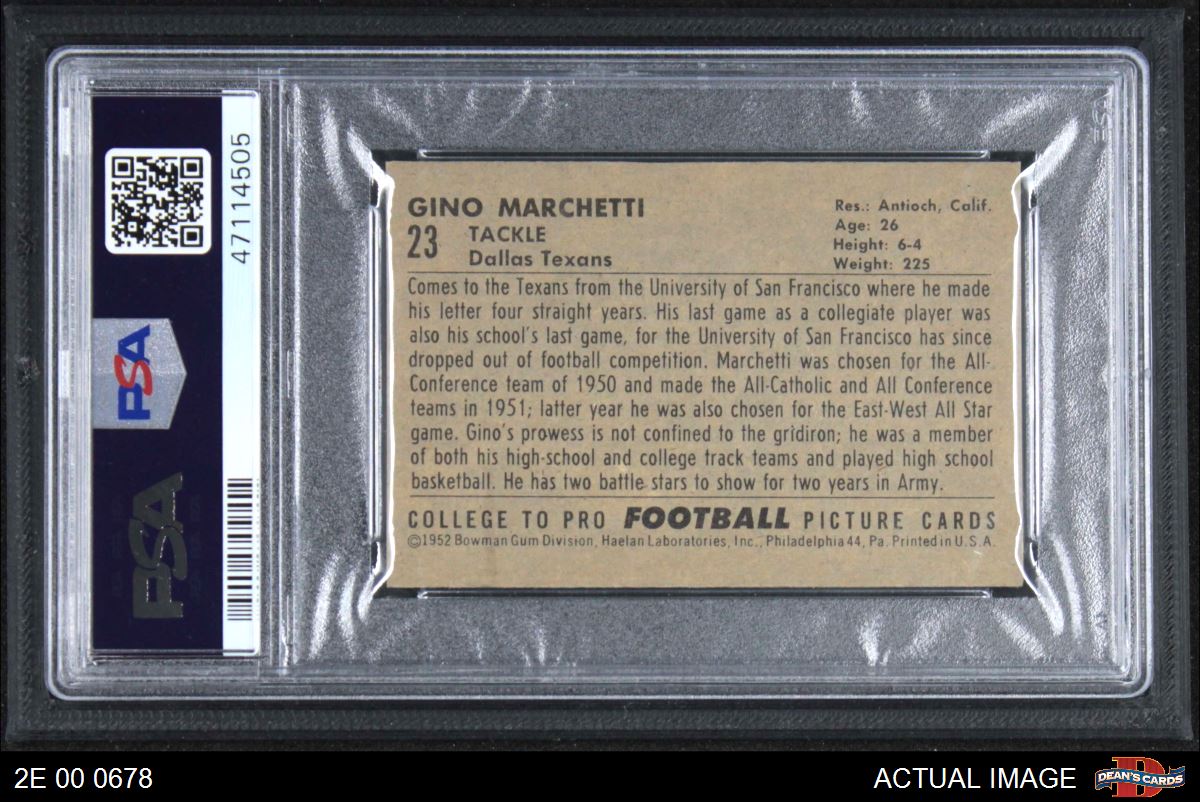 47114505
PSA
PSA
GINO MARCHETTI
23 TACKLE
Dallas Texans
Res.: Antioch, Calif.
Age: 26
Height: 6-4
Weight: 225
Comes to the Texans from the University of San Francisco where he made
his letter four straight years. His last game as a collegiate player was
also his school's last game, for the University of San Francisco has since
dropped out of football competition. Marchetti was chosen for the All-
Conference team of 1950 and made the All-Catholic and All Conference
teams in 1951; latter year he was also chosen for the East-West All Star
game. Gino's prowess is not confined to the gridiron; he was a member
of both his high-school and college track teams and played high school
basketball. He has two battle stars to show for two years in Army.
COLLEGE TO PRO FOOTBALL PICTURE CARDS
©1952 Bowman Gum Division, Haelan Laboratories, Inc., Philadelphia 44, Pa. Printed in U.S.A.
2E 00 0678
ACTUAL IMAGE
DEAN'S CARDS